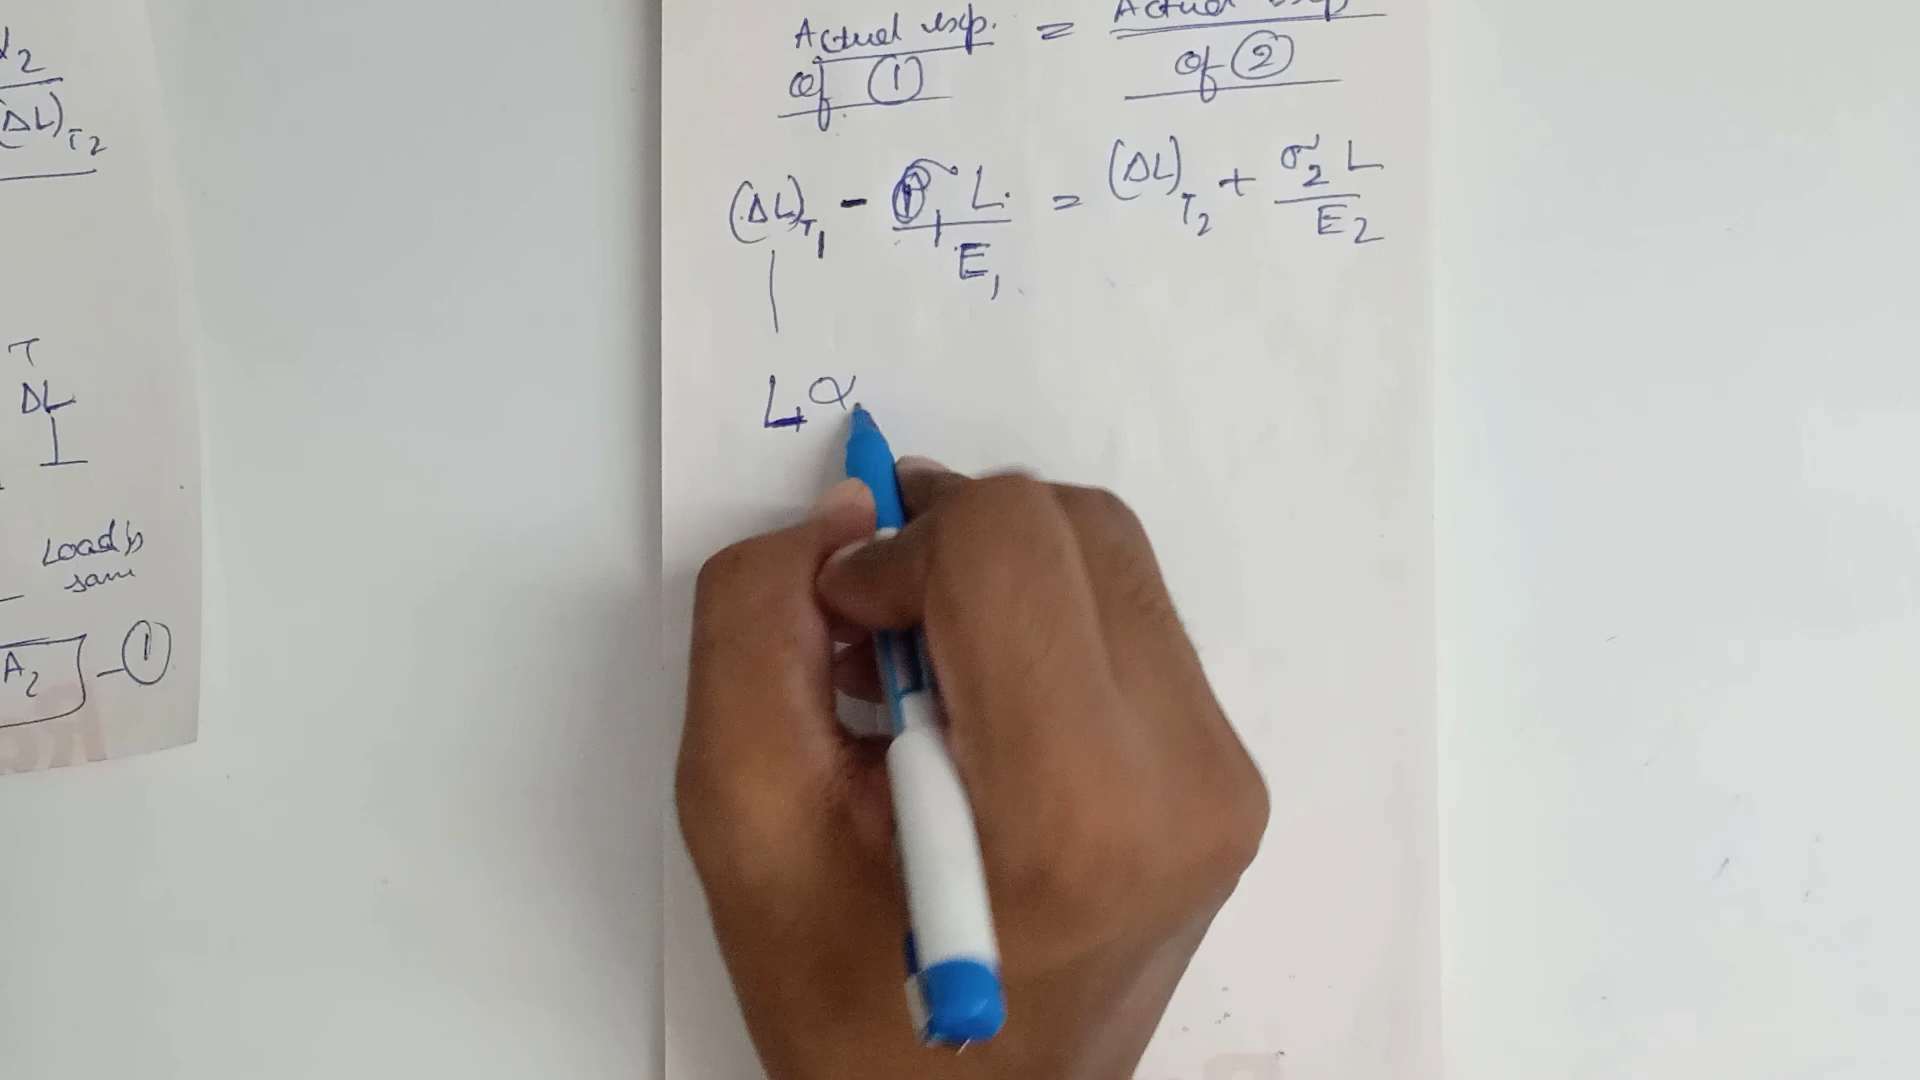 α2
(ΔL)T2
T
ΔL
Load is
same
A2 - ①
Actual exp. = Actual exp
of ① of ②
(ΔL)T1 - σ1 L / E1 = (ΔL)T2 + σ2 L / E2
L α